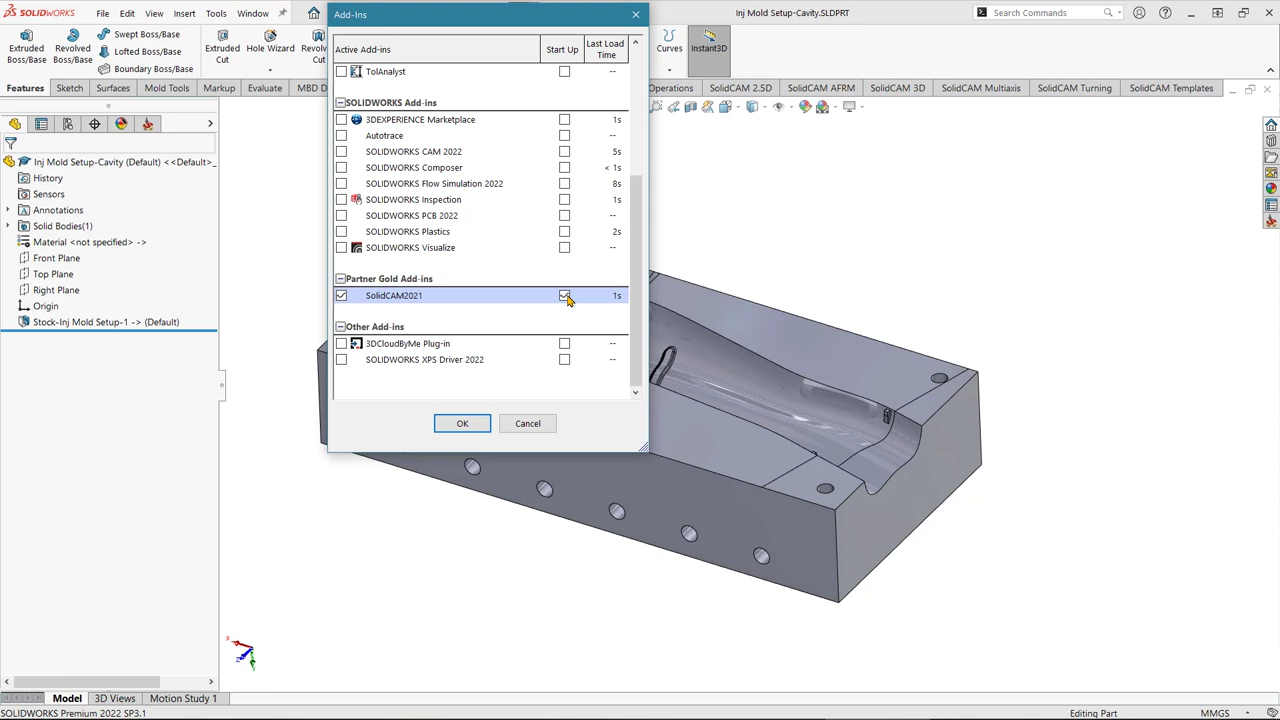 SOLIDWORKS File Edit View Insert Tools Window Inj Mold Setup-Cavity.SLDPRT Search Commands
Add-Ins
Extruded Boss/Base
Revolved Boss/Base
Swept Boss/Base
Lofted Boss/Base
Boundary Boss/Base
Extruded Cut
Hole Wizard
Revolv
Cut
Curves
Instant3D
Features Sketch Surfaces Mold Tools Markup Evaluate MBD D
Operations SolidCAM 2.5D SolidCAM AFRM SolidCAM 3D SolidCAM Multiaxis SolidCAM Turning SolidCAM Templates
Active Add-ins Start Up Last Load Time
TolAnalyst --
SOLIDWORKS Add-ins
3DEXPERIENCE Marketplace 1s
Autotrace --
SOLIDWORKS CAM 2022 5s
SOLIDWORKS Composer < 1s
SOLIDWORKS Flow Simulation 2022 8s
SOLIDWORKS Inspection 1s
SOLIDWORKS PCB 2022 --
SOLIDWORKS Plastics 2s
SOLIDWORKS Visualize --
Partner Gold Add-ins
SolidCAM2021 1s
Other Add-ins
3DCloudByMe Plug-in --
SOLIDWORKS XPS Driver 2022 --
OK Cancel
Inj Mold Setup-Cavity (Default) <<Default>_
History
Sensors
Annotations
Solid Bodies(1)
Material <not specified> ->
Front Plane
Top Plane
Right Plane
Origin
Stock-Inj Mold Setup-1 -> (Default)
X
Z
Y
Model 3D Views Motion Study 1
SOLIDWORKS Premium 2022 SP3.1 Editing Part MMGS